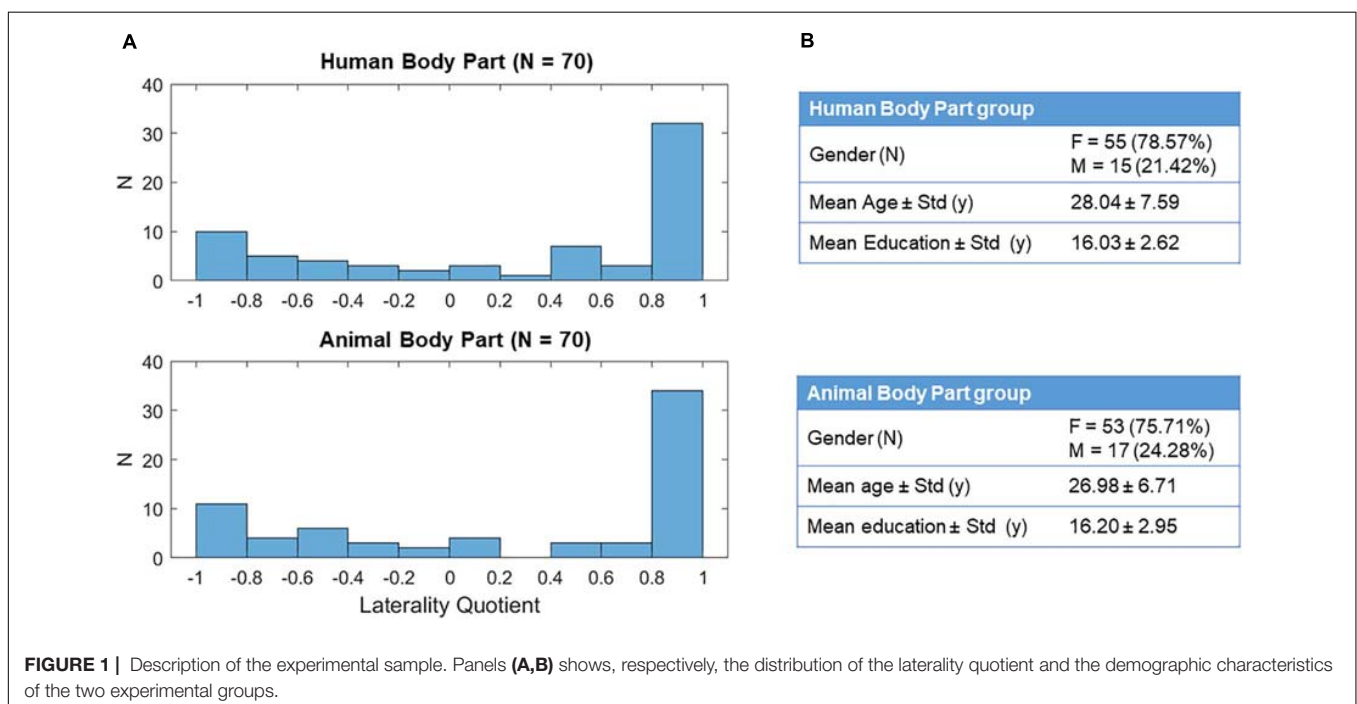 A
Human Body Part (N = 70)
40
30
20
10
0
N
-1 -0.8 -0.6 -0.4 -0.2 0 0.2 0.4 0.6 0.8 1
Animal Body Part (N = 70)
40
30
20
10
0
N
-1 -0.8 -0.6 -0.4 -0.2 0 0.2 0.4 0.6 0.8 1
Laterality Quotient
B
Human Body Part group
Gender (N) F = 55 (78.57%)
M = 15 (21.42%)
Mean Age ± Std (y) 28.04 ± 7.59
Mean Education ± Std (y) 16.03 ± 2.62
Animal Body Part group
Gender (N) F = 53 (75.71%)
M = 17 (24.28%)
Mean age ± Std (y) 26.98 ± 6.71
Mean education ± Std (y) 16.20 ± 2.95
FIGURE 1 | Description of the experimental sample. Panels (A,B) shows, respectively, the distribution of the laterality quotient and the demographic characteristics
of the two experimental groups.